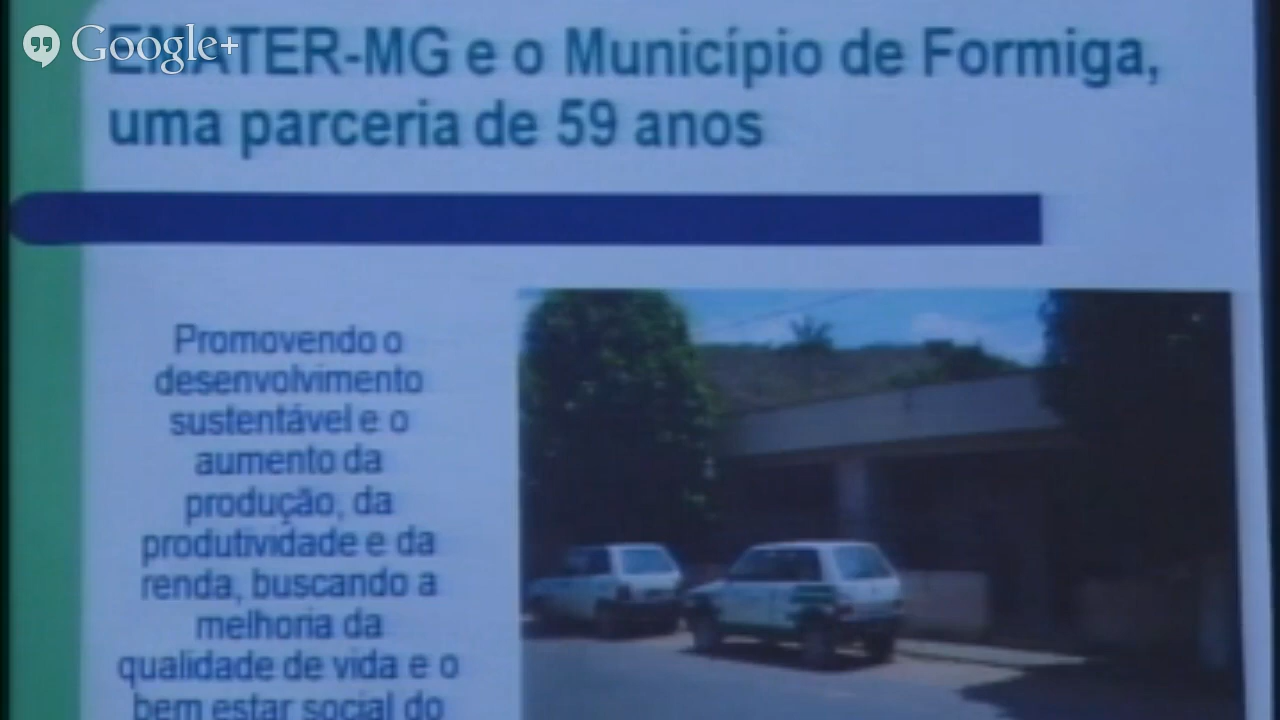 Google+
EMATER-MG e o Município de Formiga,
uma parceria de 59 anos
Promovendo o
desenvolvimento
sustentável e o
aumento da
produção, da
produtividade e da
renda, buscando a
melhoria da
qualidade de vida e o
bem estar social do